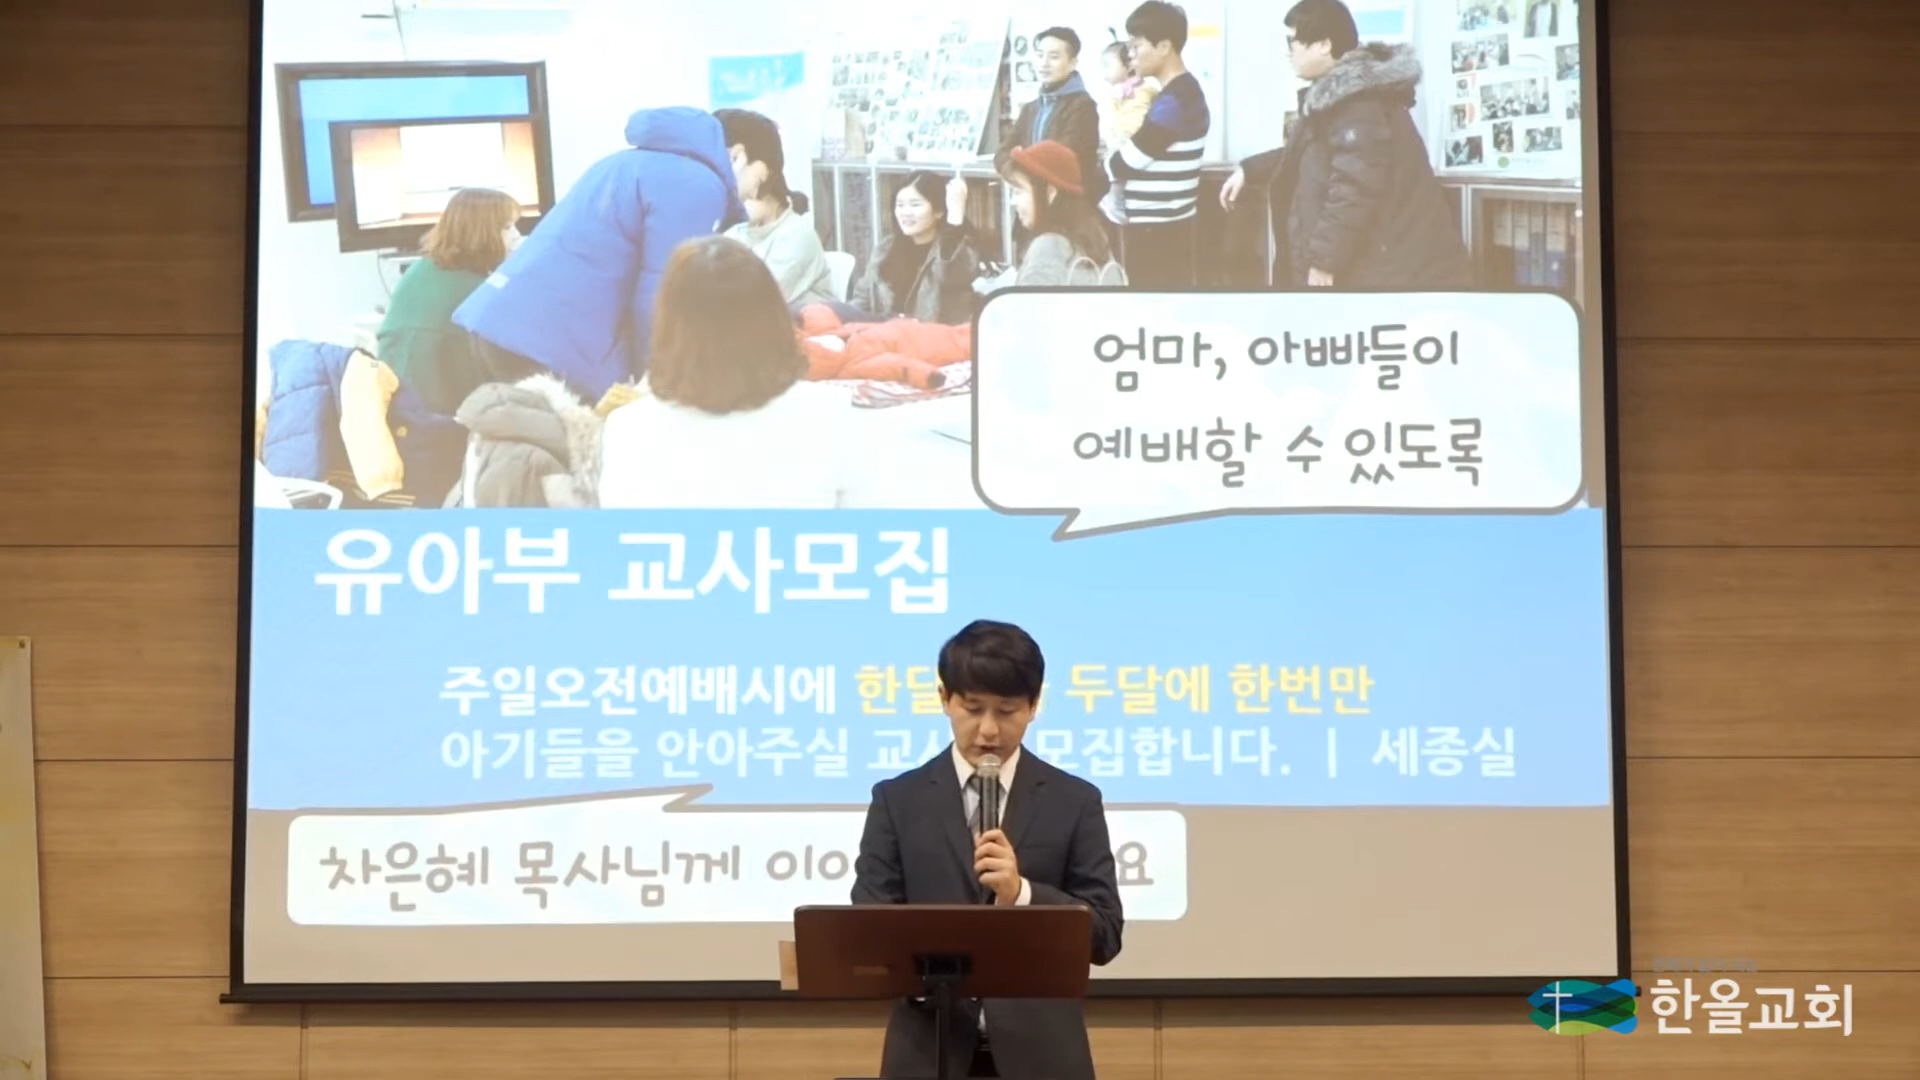 엄마, 아빠들이
예배할 수 있도록
유아부 교사모집
주일오전예배시에 두달에 한번만
아기들을 안아주실 모집합니다. | 세종실
차은혜 목사님께
한올교회